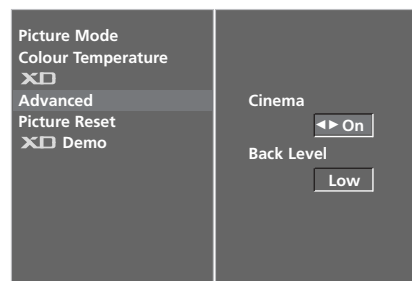 Picture Mode
Colour Temperature
XD
Advanced
Picture Reset
XD Demo
Cinema
◄► On
Back Level
Low